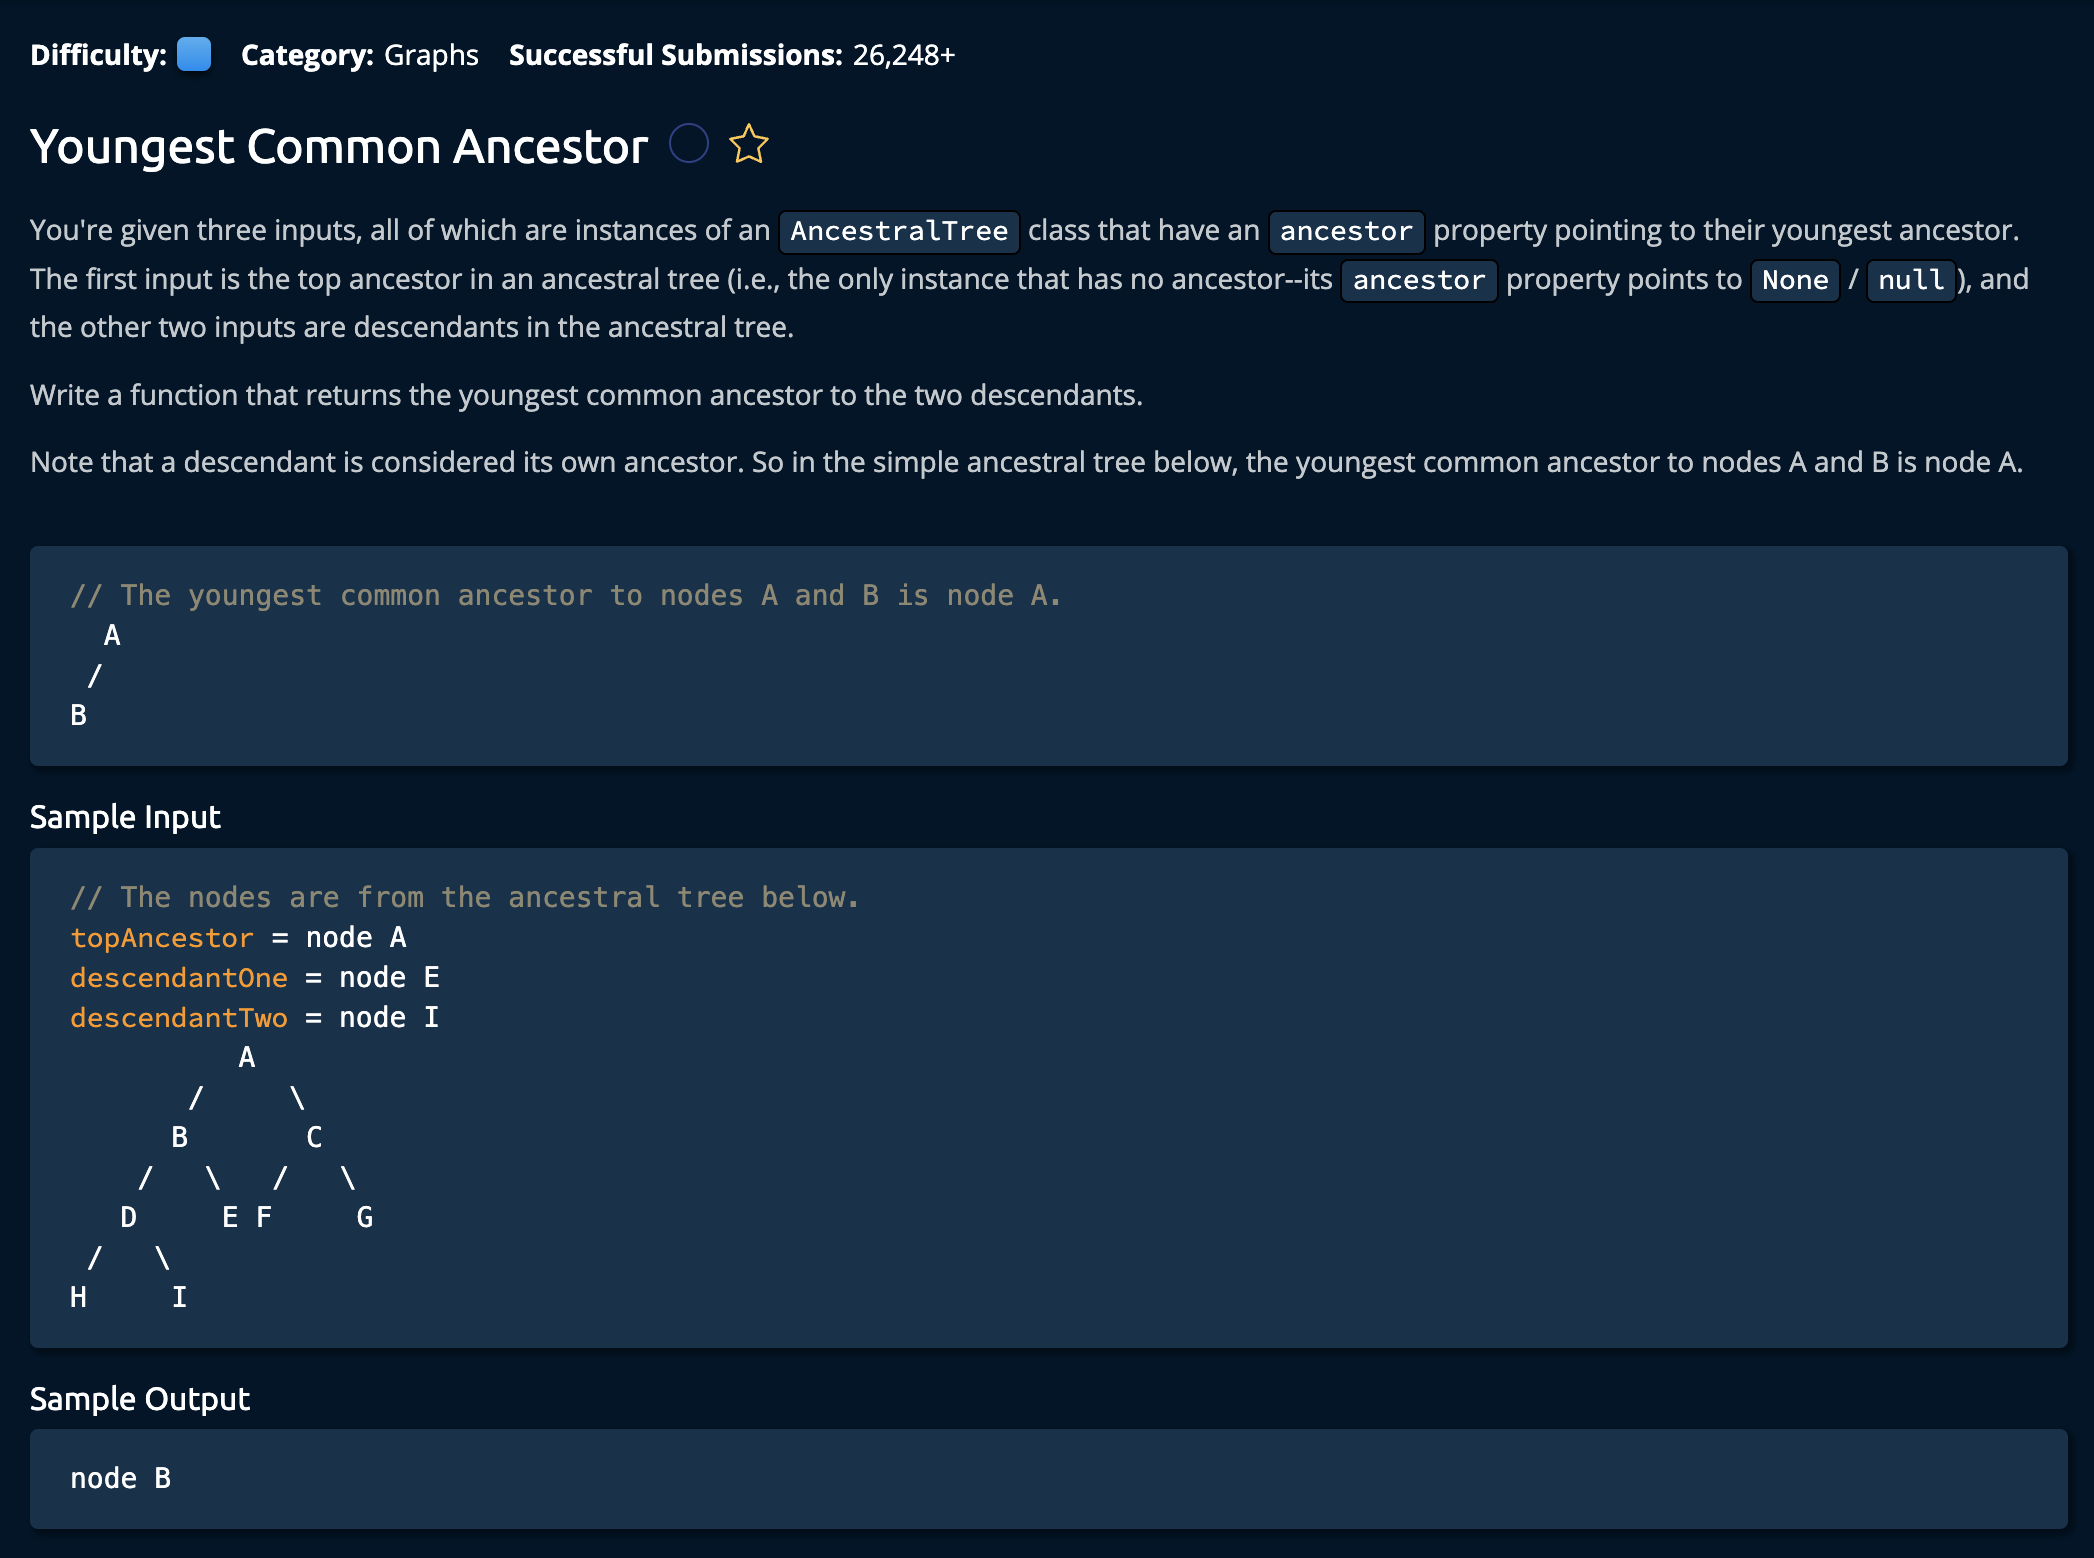 Difficulty: Category: Graphs Successful Submissions: 26,248+
Youngest Common Ancestor
You're given three inputs, all of which are instances of an AncestralTree class that have an ancestor property pointing to their youngest ancestor.
The first input is the top ancestor in an ancestral tree (i.e., the only instance that has no ancestor--its ancestor property points to None / null ), and
the other two inputs are descendants in the ancestral tree.
Write a function that returns the youngest common ancestor to the two descendants.
Note that a descendant is considered its own ancestor. So in the simple ancestral tree below, the youngest common ancestor to nodes A and B is node A.
// The youngest common ancestor to nodes A and B is node A.
  A
 /
B
Sample Input
// The nodes are from the ancestral tree below.
topAncestor = node A
descendantOne = node E
descendantTwo = node I
          A
       /     \
      B       C
    /   \   /   \
   D     E F     G
 /   \
H     I
Sample Output
node B